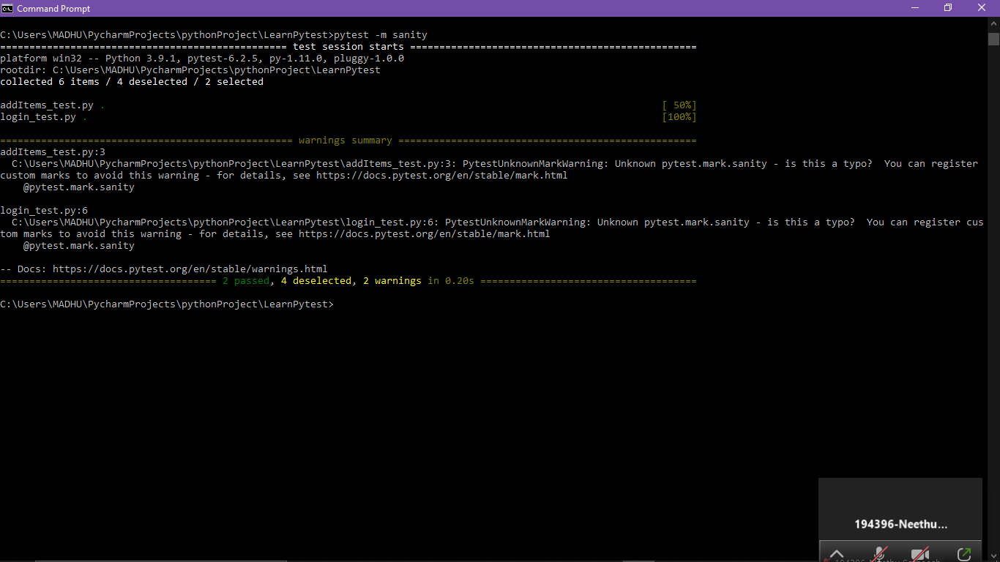 Command Prompt
C:\Users\MADHU\PycharmProjects\pythonProject\LearnPytest>pytest -m sanity
================================================= test session starts =================================================
platform win32 -- Python 3.9.1, pytest-6.2.5, py-1.11.0, pluggy-1.0.0
rootdir: C:\Users\MADHU\PycharmProjects\pythonProject\LearnPytest
collected 6 items / 4 deselected / 2 selected
addItems_test.py . [ 50%]
login_test.py . [100%]
================================================== warnings summary ===================================================
addItems_test.py:3
C:\Users\MADHU\PycharmProjects\pythonProject\LearnPytest\addItems_test.py:3: PytestUnknownMarkWarning: Unknown pytest.mark.sanity - is this a typo?  You can register
custom marks to avoid this warning - for details, see https://docs.pytest.org/en/stable/mark.html
@pytest.mark.sanity
login_test.py:6
C:\Users\MADHU\PycharmProjects\pythonProject\LearnPytest\login_test.py:6: PytestUnknownMarkWarning: Unknown pytest.mark.sanity - is this a typo?  You can register cus
tom marks to avoid this warning - for details, see https://docs.pytest.org/en/stable/mark.html
@pytest.mark.sanity
-- Docs: https://docs.pytest.org/en/stable/warnings.html
===================================== 2 passed, 4 deselected, 2 warnings in 0.20s =====================================
C:\Users\MADHU\PycharmProjects\pythonProject\LearnPytest>
194396-Neethu...